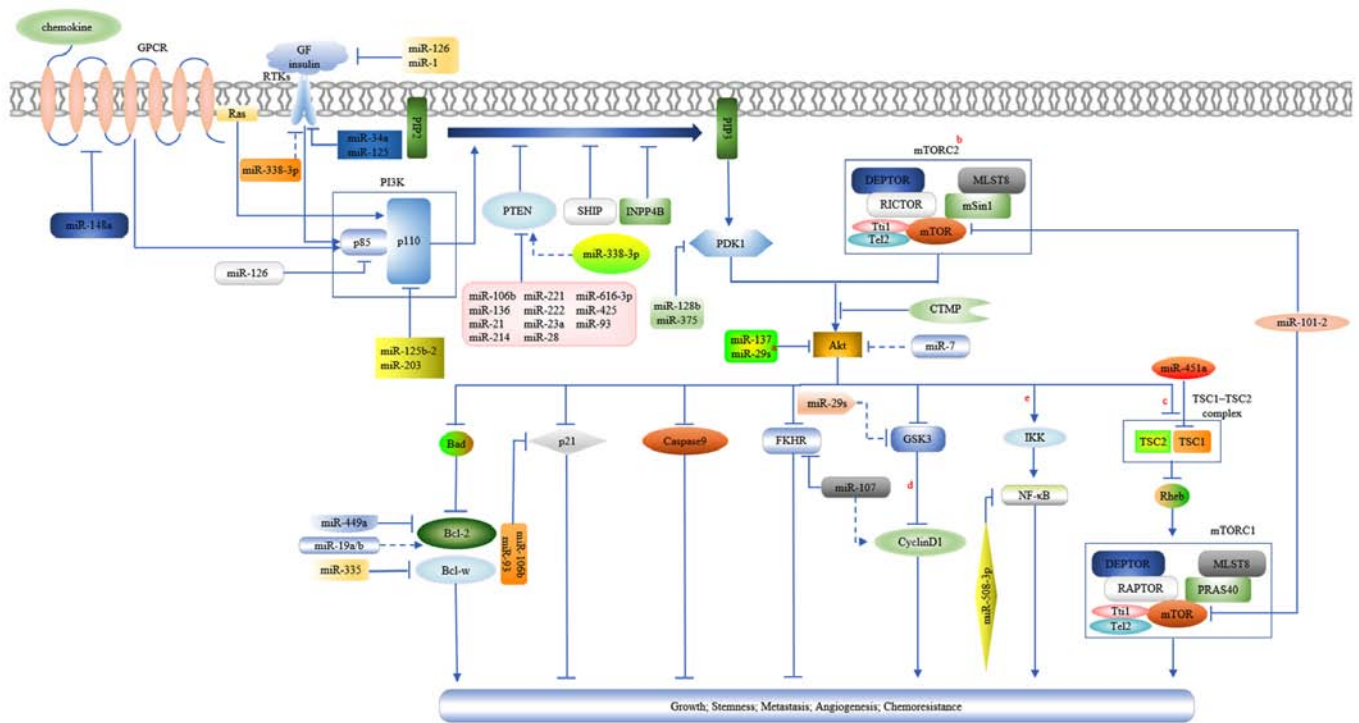 chemokine
GPCR
GF
insulin
miR-126
miR-1
RTKs
Ras
miR-34a
miR-125
PIP2
PIP3
miR-338-3p
miR-148a
PI3K
p85
p110
miR-126
miR-125b-2
miR-203
PTEN
SHIP
INPP4B
miR-338-3p
miR-106b miR-221 miR-616-3p
miR-136 miR-222 miR-425
miR-21 miR-23a miR-93
miR-214 miR-28
PDK1
miR-128b
miR-375
b
mTORC2
DEPTOR
MLST8
RICTOR
mSin1
Tti1
mTOR
Tel2
CTMP
miR-101-2
miR-137
miR-29s
a
Akt
miR-7
miR-451a
miR-29s
e
c
TSC1–TSC2
complex
Bad
p21
Caspase9
FKHR
GSK3
IKK
TSC2
TSC1
miR-107
d
NF-κB
Rheb
miR-449a
Bcl-2
miR-19a/b
miR-335
Bcl-w
miR-106b
miR-93
CyclinD1
miR-508-3p
mTORC1
DEPTOR
MLST8
RAPTOR
PRAS40
Tti1
mTOR
Tel2
Growth; Stemness; Metastasis; Angiogenesis; Chemoresistance